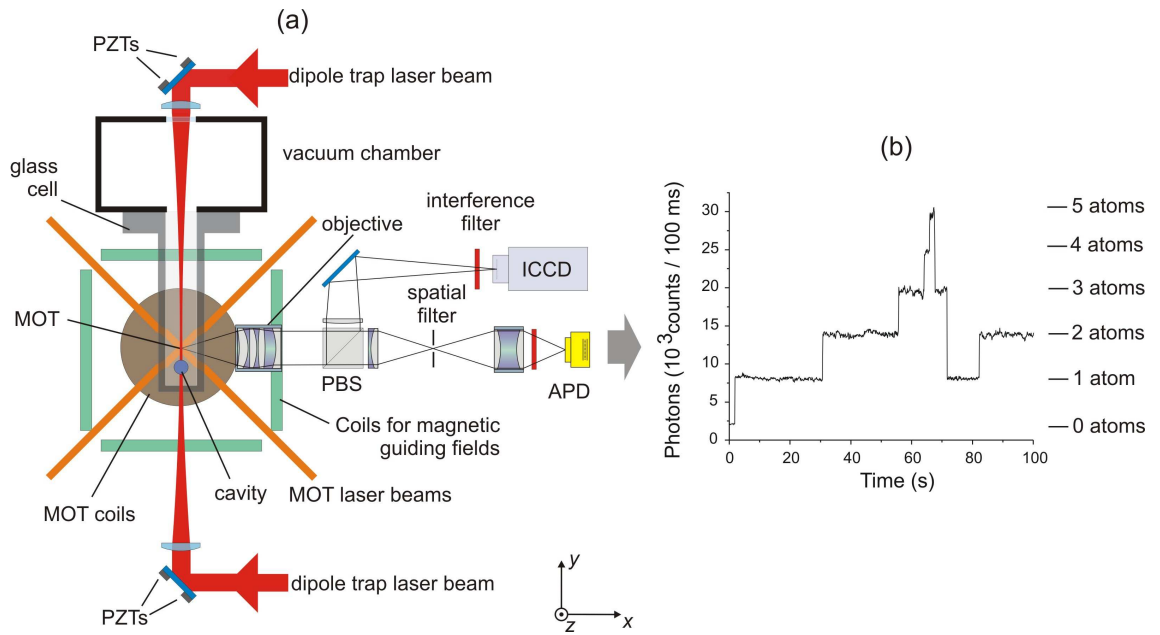 (a)
PZTs
dipole trap laser beam
vacuum chamber
glass
cell
objective
interference
filter
ICCD
spatial
filter
MOT
PBS
APD
Coils for magnetic
guiding fields
cavity
MOT laser beams
MOT coils
dipole trap laser beam
PZTs
y
z
x
(b)
Photons (10 3 counts / 100 ms)
30
25
20
15
10
5
0
0
20
40
60
80
100
Time (s)
5 atoms
4 atoms
3 atoms
2 atoms
1 atom
0 atoms